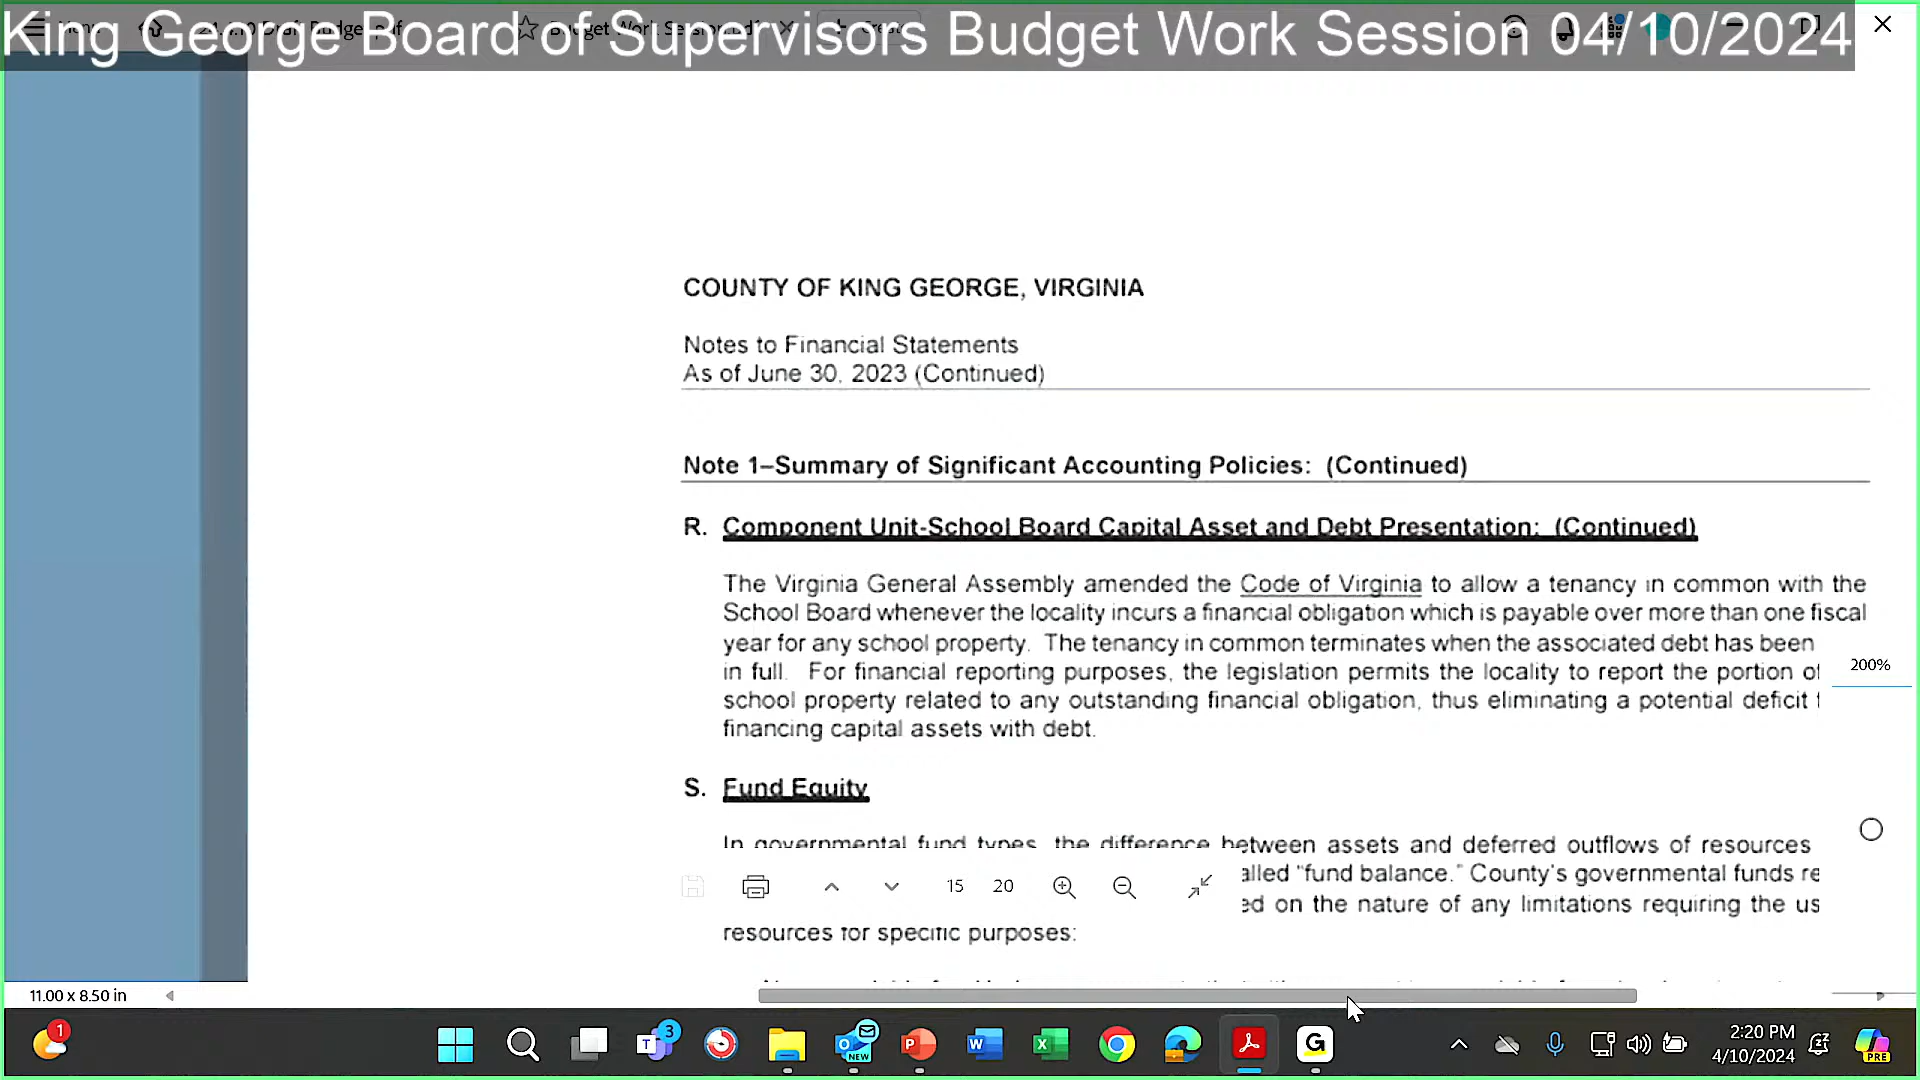 King George Board of Supervisors Budget Work Session 04/10/2024
COUNTY OF KING GEORGE, VIRGINIA
Notes to Financial Statements
As of June 30, 2023 (Continued)
Note 1–Summary of Significant Accounting Policies: (Continued)
R. Component Unit-School Board Capital Asset and Debt Presentation: (Continued)
The Virginia General Assembly amended the Code of Virginia to allow a tenancy in common with the
School Board whenever the locality incurs a financial obligation which is payable over more than one fiscal
year for any school property. The tenancy in common terminates when the associated debt has been
in full. For financial reporting purposes, the legislation permits the locality to report the portion of
school property related to any outstanding financial obligation, thus eliminating a potential deficit
financing capital assets with debt.
200%
S. Fund Equity
In governmental fund types, the difference between assets and deferred outflows of resources
alled "fund balance." County's governmental funds re
15 20
ed on the nature of any limitations requiring the us
resources for specific purposes:
11.00 x 8.50 in
1
3
NEW
2:20 PM
4/10/2024
PRE